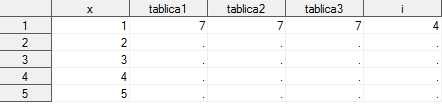 x tablica1 tablica2 tablica3 i
1 1 7 7 7 4
2 2 . . . .
3 3 . . . .
4 4 . . . .
5 5 . . . .